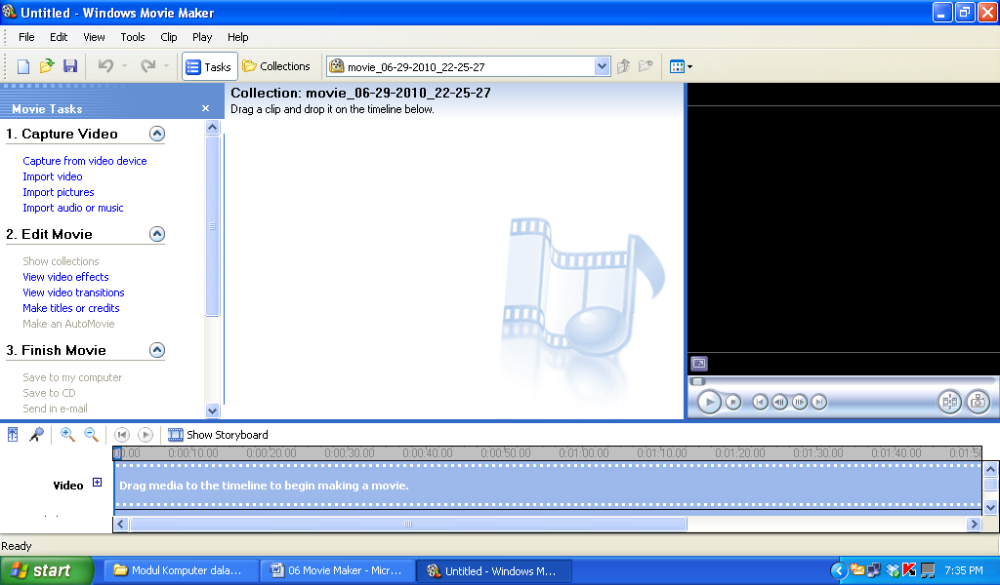 Untitled - Windows Movie Maker
File Edit View Tools Clip Play Help
Tasks Collections movie_06-29-2010_22-25-27
Movie Tasks
1. Capture Video
Capture from video device
Import video
Import pictures
Import audio or music
2. Edit Movie
Show collections
View video effects
View video transitions
Make titles or credits
Make an AutoMovie
3. Finish Movie
Save to my computer
Save to CD
Send in e-mail
Collection: movie_06-29-2010_22-25-27
Drag a clip and drop it on the timeline below.
Show Storyboard
0:00:10.00 0:00:20.00 0:00:30.00 0:00:40.00 0:00:50.00 0:01:00.00 0:01:10.00 0:01:20.00 0:01:30.00 0:01:40.00
Video
Drag media to the timeline to begin making a movie.
Ready
start Modul Komputer dala... 06 Movie Maker - Micr... Untitled - Windows M... 7:35 PM